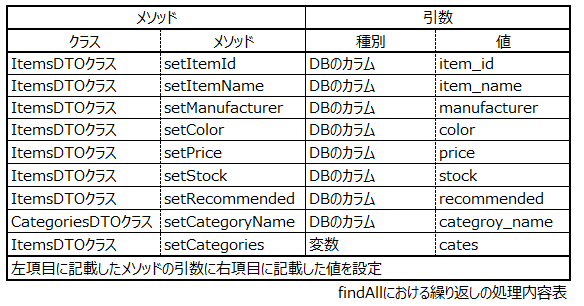 メソッド 引数
クラス メソッド 種別 値
ItemsDTOクラス setItemId DBのカラム item_id
ItemsDTOクラス setItemName DBのカラム item_name
ItemsDTOクラス setManufacturer DBのカラム manufacturer
ItemsDTOクラス setColor DBのカラム color
ItemsDTOクラス setPrice DBのカラム price
ItemsDTOクラス setStock DBのカラム stock
ItemsDTOクラス setRecommended DBのカラム recommended
CategoriesDTOクラス setCategoryName DBのカラム categroy_name
ItemsDTOクラス setCategories 変数 cates
左項目に記載したメソッドの引数に右項目に記載した値を設定
findAllにおける繰り返しの処理内容表